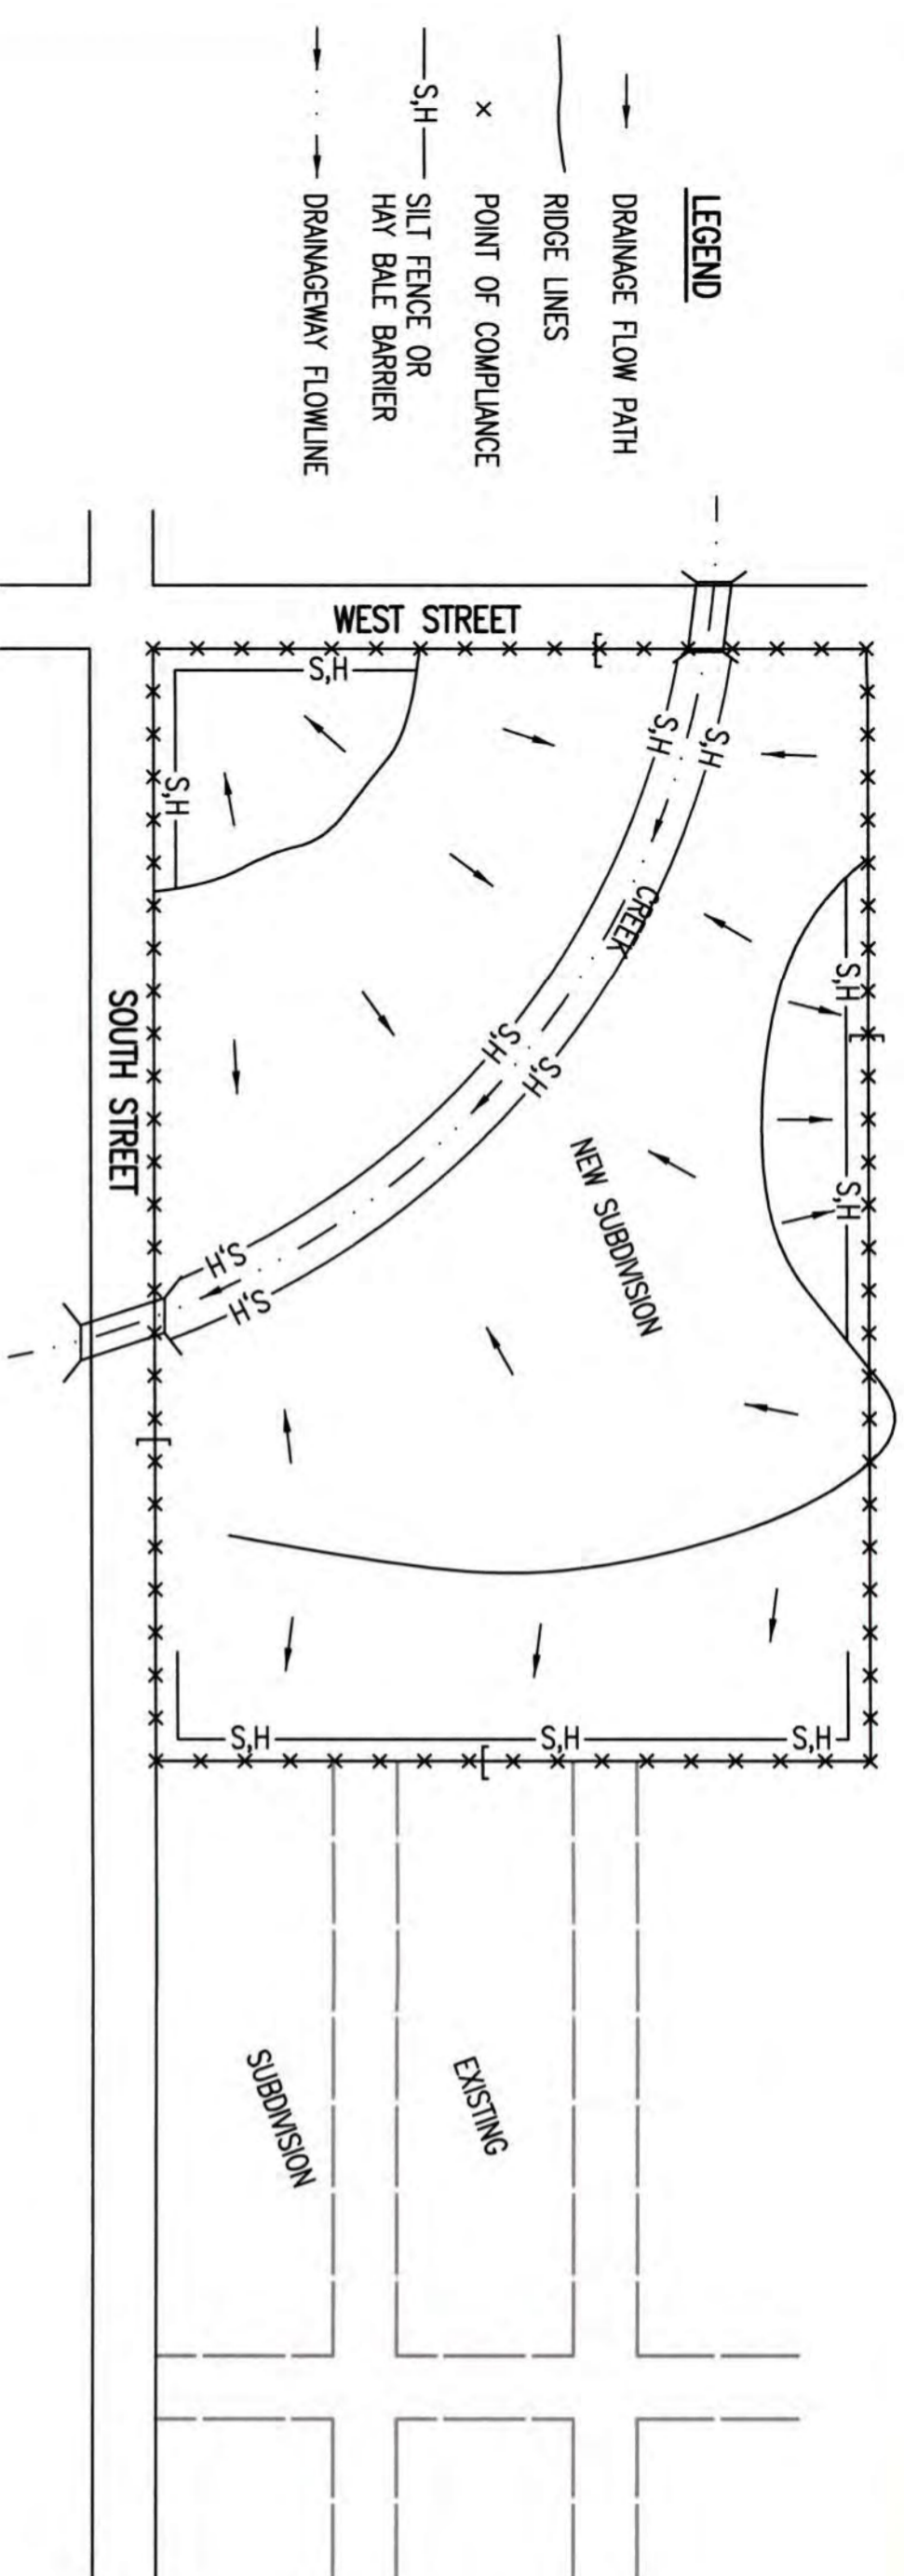 LEGEND
DRAINAGE FLOW PATH
RIDGE LINES
× POINT OF COMPLIANCE
S,H SILT FENCE OR
HAY BALE BARRIER
DRAINAGEWAY FLOWLINE
WEST STREET
S,H
S,H
S,H
S,H
CREEK
S,H
S,H
S,H
S,H
NEW SUBDIVISION
S,H
S,H
SOUTH STREET
S,H
S,H
S,H
EXISTING
SUBDIVISION